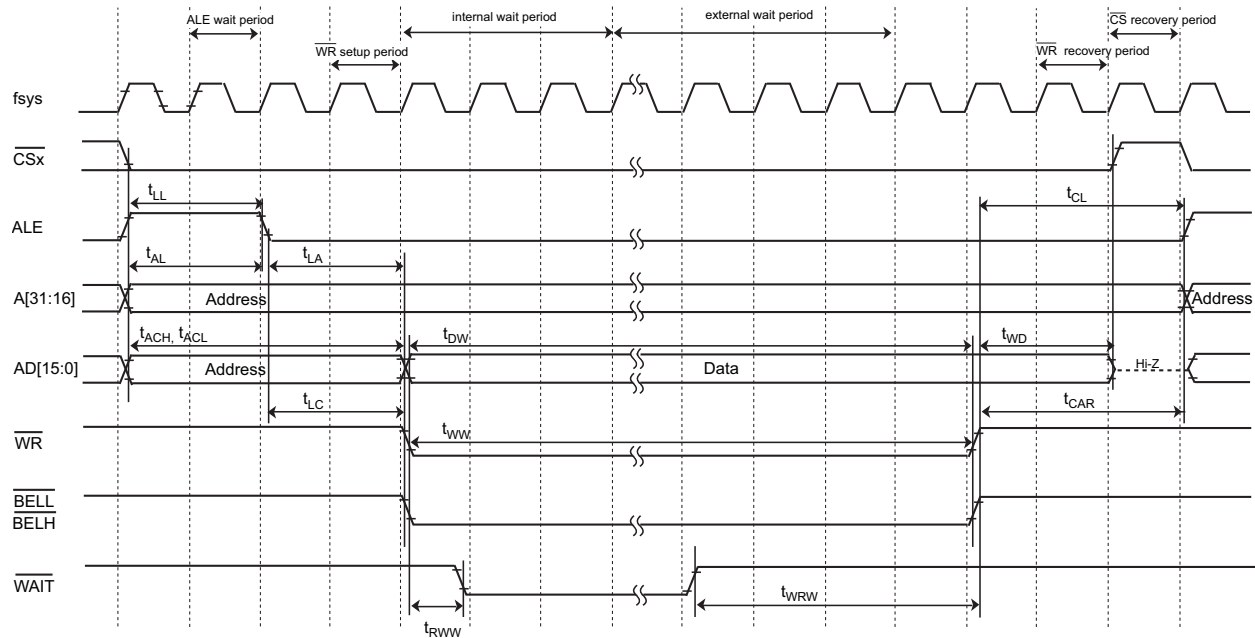 ALE wait period
internal wait period
external wait period
CS recovery period
WR setup period
WR recovery period
fsys
CSx
tLL
tCL
ALE
tAL
tLA
A[31:16]
Address
Address
tACH, tACL
tDW
tWD
AD[15:0]
Address
Data
Hi-Z
tLC
tCAR
WR
tWW
BELL
BELH
WAIT
tWRW
tRWW